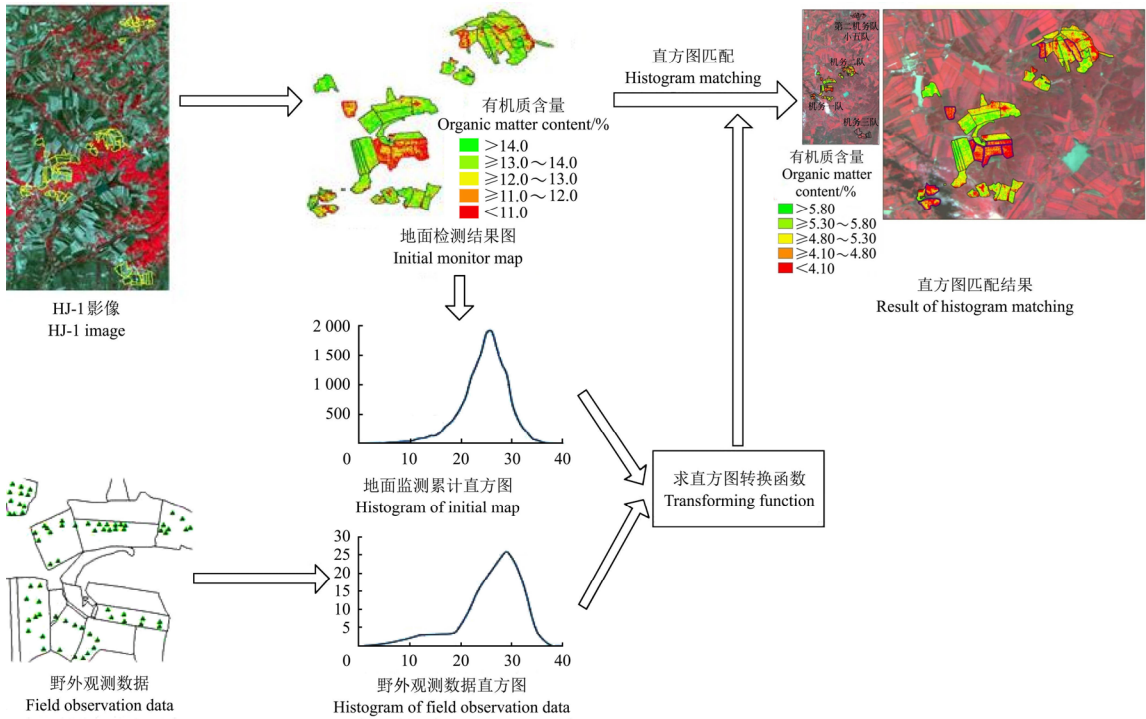 HJ-1影像
HJ-1 image
有机质含量
Organic matter content/%
>14.0
≥13.0～14.0
≥12.0～13.0
≥11.0～12.0
<11.0
地面检测结果图
Initial monitor map
直方图匹配
Histogram matching
第二机务队
小五队
机务二队
机务一队
机务三队
有机质含量
Organic matter
content/%
>5.80
≥5.30～5.80
≥4.80～5.30
≥4.10～4.80
<4.10
直方图匹配结果
Result of histogram matching
2 000
1 500
1 000
500
0 10 20 30 40
地面监测累计直方图
Histogram of initial map
求直方图转换函数
Transforming function
野外观测数据
Field observation data
30
25
20
15
10
5
0 10 20 30 40
野外观测数据直方图
Histogram of field observation data